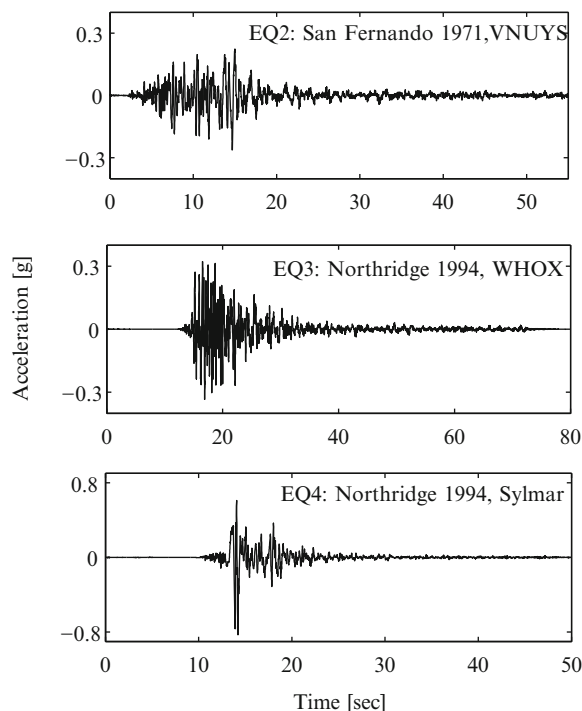 EQ2: San Fernando 1971,VNUYS
0.3
0
−0.3
0 10 20 30 40 50
EQ3: Northridge 1994, WHOX
0.3
0
−0.3
0 20 40 60 80
Acceleration [g]
EQ4: Northridge 1994, Sylmar
0.8
0
−0.8
0 10 20 30 40 50
Time [sec]